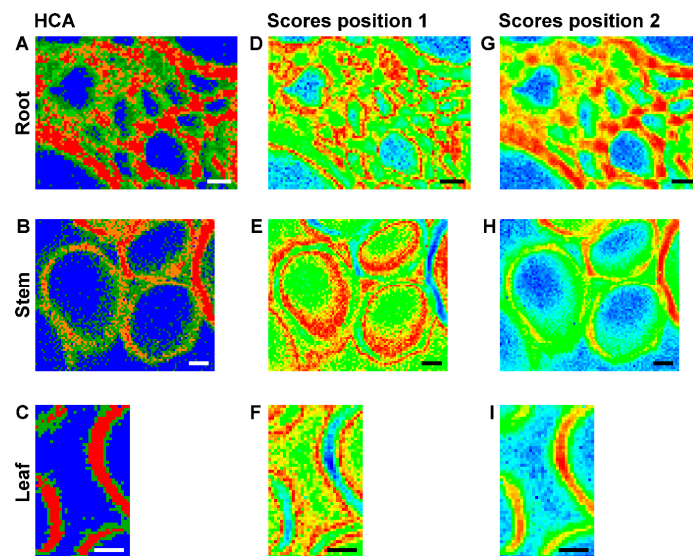 HCA Scores position 1 Scores position 2
A D G
Root
B E H
Stem
C F I
Leaf